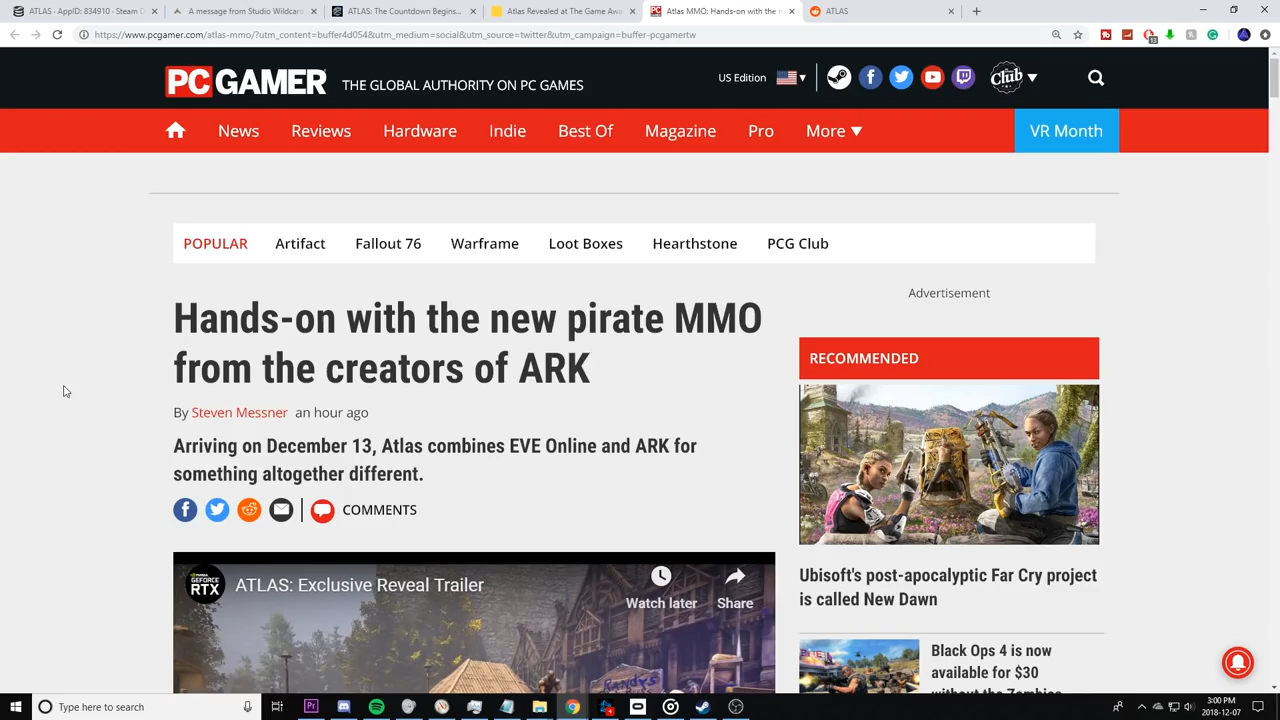 ATLAS · AppID: 834910 - Steam D
A message from Studio Wildcard
ATLAS: The Countdown Begins...
Atlas Revealed at The Game Awa
Atlas MMO: Hands-on with the n
ATLAS
https://www.pcgamer.com/atlas-mmo/?utm_content=buffer4d054&utm_medium=social&utm_source=twitter&utm_campaign=buffer-pcgamertw
PC GAMER THE GLOBAL AUTHORITY ON PC GAMES
US Edition
Club
News Reviews Hardware Indie Best Of Magazine Pro More VR Month
POPULAR Artifact Fallout 76 Warframe Loot Boxes Hearthstone PCG Club
Hands-on with the new pirate MMO
from the creators of ARK
By Steven Messner an hour ago
Arriving on December 13, Atlas combines EVE Online and ARK for
something altogether different.
COMMENTS
GEFORCE
RTX
ATLAS: Exclusive Reveal Trailer
Watch later
Share
RANDYS
Advertisement
RECOMMENDED
Ubisoft's post-apocalyptic Far Cry project
is called New Dawn
Black Ops 4 is now
available for $30
without the Zombies
Type here to search
3:00 PM
2018-12-07